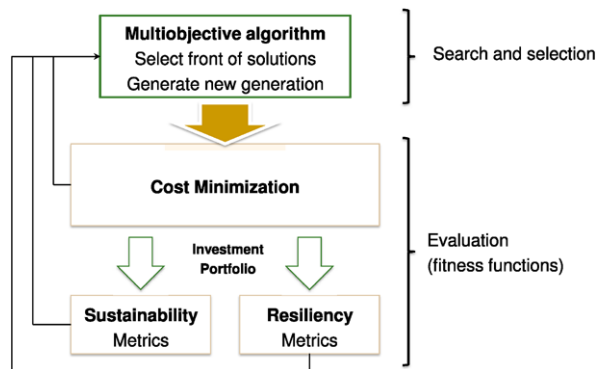 Multiobjective algorithm
Select front of solutions
Generate new generation
Search and selection
Cost Minimization
Investment
Portfolio
Evaluation
(fitness functions)
Sustainability
Metrics
Resiliency
Metrics